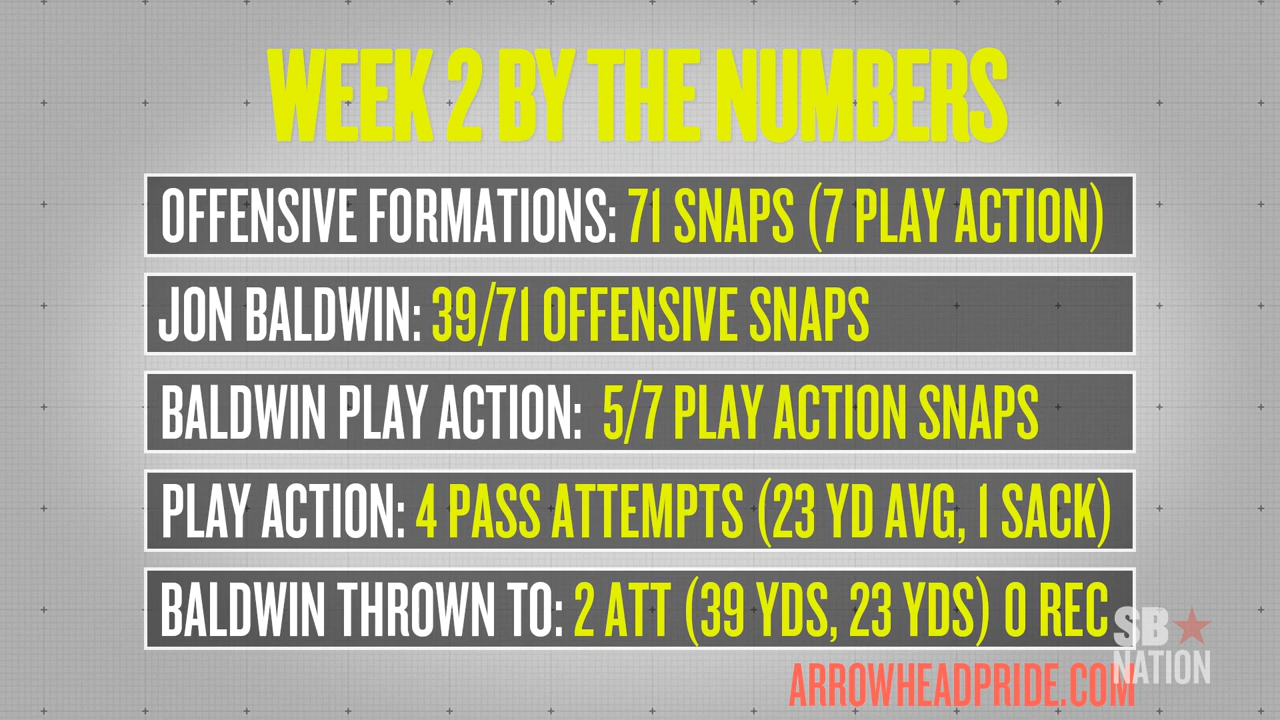 WEEK 2 BY THE NUMBERS
OFFENSIVE FORMATIONS: 71 SNAPS (7 PLAY ACTION)
JON BALDWIN: 39/71 OFFENSIVE SNAPS
BALDWIN PLAY ACTION: 5/7 PLAY ACTION SNAPS
PLAY ACTION: 4 PASS ATTEMPTS (23 YD AVG, 1 SACK)
BALDWIN THROWN TO: 2 ATT (39 YDS, 23 YDS) 0 REC
SB
NATION
ARROWHEADPRIDE.COM